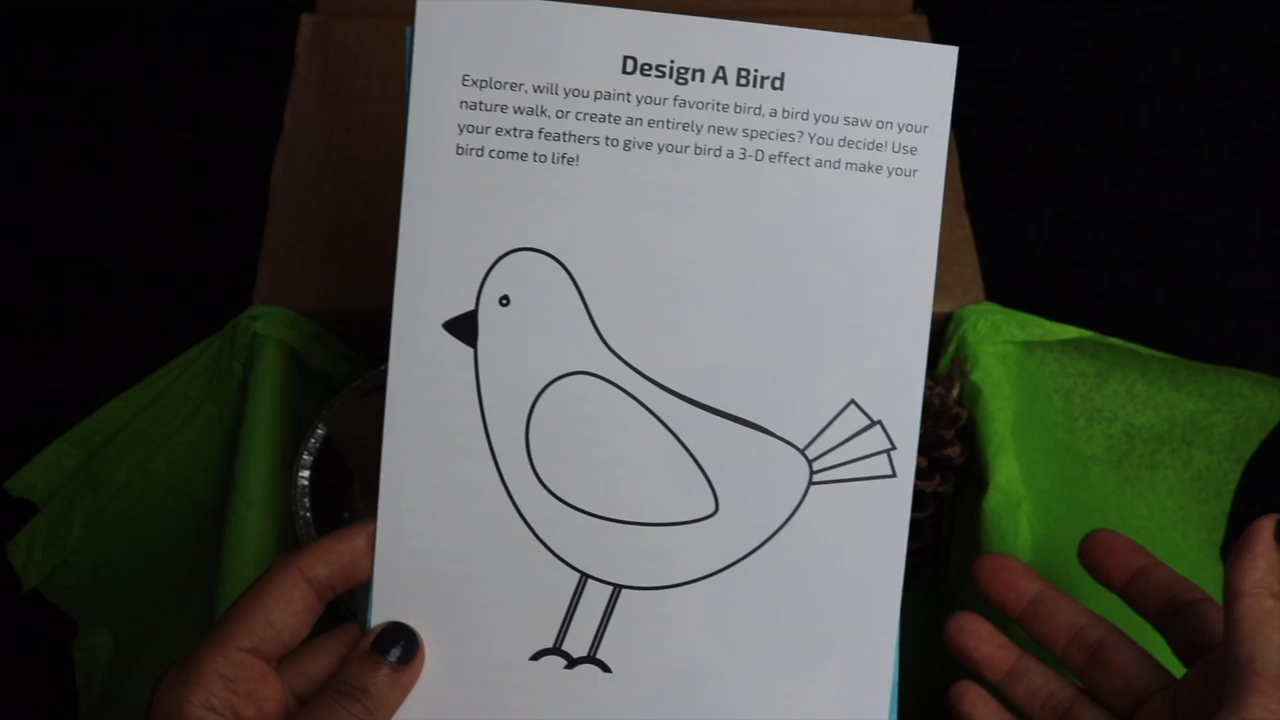 Design A Bird
Explorer, will you paint your favorite bird, a bird you saw on your
nature walk, or create an entirely new species? You decide! Use
your extra feathers to give your bird a 3-D effect and make your
bird come to life!